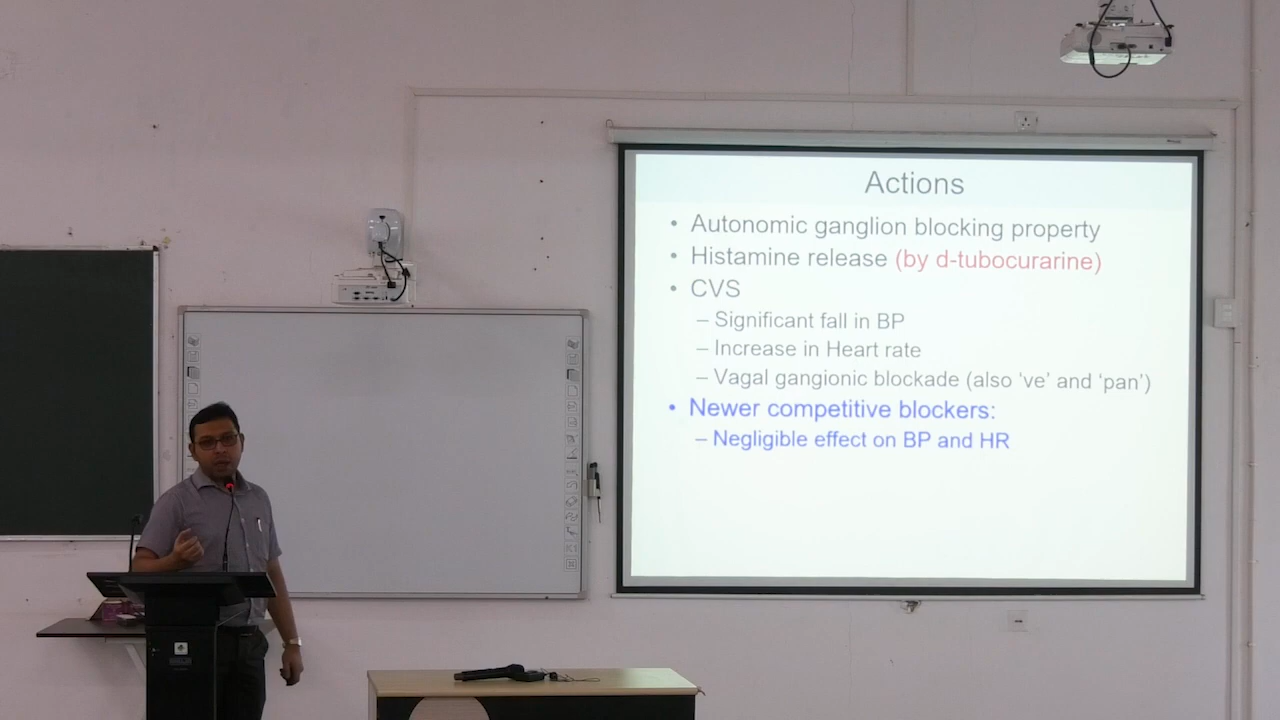 Actions
• Autonomic ganglion blocking property
• Histamine release (by d-tubocurarine)
• CVS
– Significant fall in BP
– Increase in Heart rate
– Vagal gangionic blockade (also ‘ve’ and ‘pan’)
• Newer competitive blockers:
– Negligible effect on BP and HR